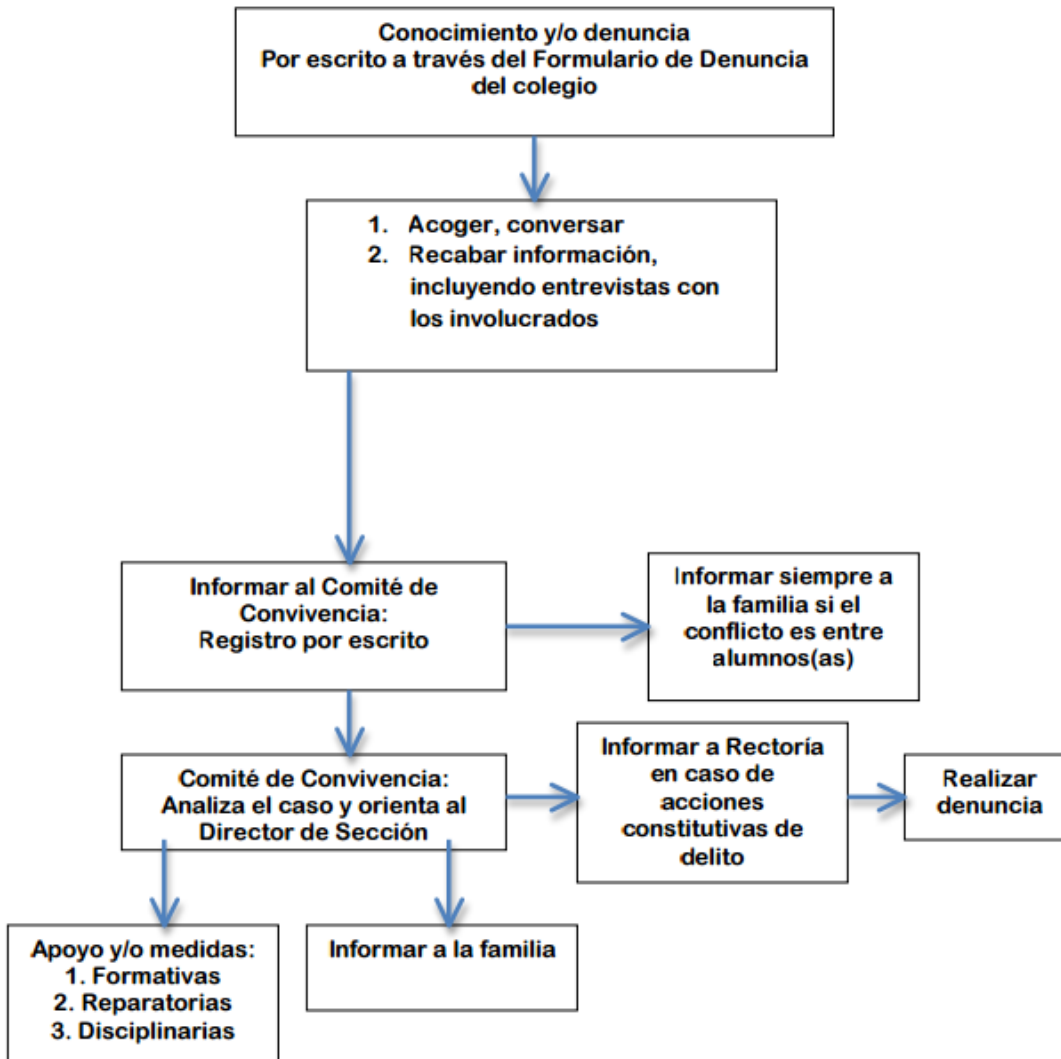 Conocimiento y/o denuncia
Por escrito a través del Formulario de Denuncia
del colegio
1. Acoger, conversar
2. Recabar información,
incluyendo entrevistas con
los involucrados
Informar al Comité de
Convivencia:
Registro por escrito
Informar siempre a
la familia si el
conflicto es entre
alumnos(as)
Comité de Convivencia:
Analiza el caso y orienta al
Director de Sección
Informar a Rectoría
en caso de
acciones
constitutivas de
delito
Realizar
denuncia
Apoyo y/o medidas:
1. Formativas
2. Reparatorias
3. Disciplinarias
Informar a la familia